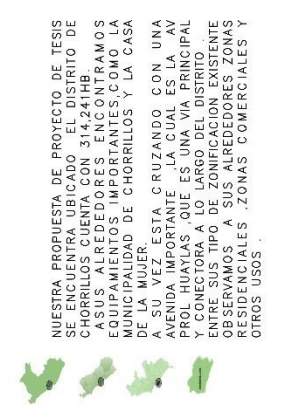 NUESTRA PROPUESTA DE PROYECTO DE TESIS
SE ENCUENTRA UBICADO EL DISTRITO DE
CHORRILLOS CUENTA CON 314,241HB.
A SUS ALREDEDORES ENCONTRAMOS
EQUIPAMIENTOS IMPORTANTES,COMO LA
MUNICIPALIDAD DE CHORRILLOS Y LA CASA
DE LA MUJER.
A SU VEZ ESTA CRUZANDO CON UNA
AVENIDA IMPORTANTE ,LA CUAL ES LA AV
PROL HUAYLAS ,QUE ES UNA VIA PRINCIPAL
Y CONECTORA A LO LARGO DEL DISTRITO .
ENTRE SUS TIPO DE ZONIFICACION EXISTENTE
OBSERVAMOS A SUS ALREDEDORES ZONAS
RESIDENCIALES ,ZONAS COMERCIALES Y
OTROS USOS .